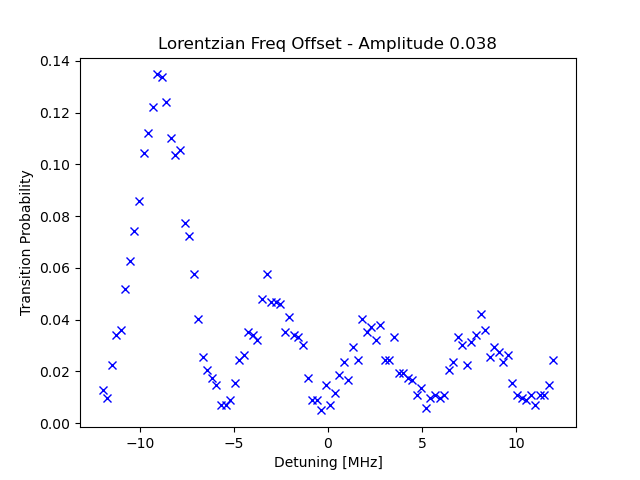 Lorentzian Freq Offset - Amplitude 0.038
Transition Probability
0.14
0.12
0.10
0.08
0.06
0.04
0.02
0.00
−10 −5 0 5 10
Detuning [MHz]